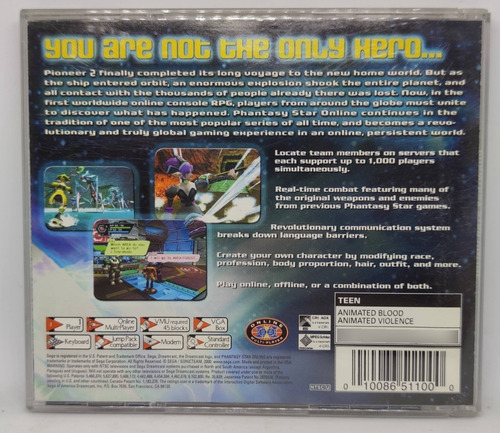 YOU ARE NOT THE ONLY HERO...
Pioneer 2 finally completed its long voyage to the new home world. But as
the ship entered orbit, an enormous explosion shook the entire planet, and
all contact with the thousands of people already there was lost. Now, in the
first worldwide online console RPG, players from around the globe must unite
to discover what has happened. Phantasy Star Online continues in the
tradition of one of the most popular series of all time, and becomes a revo-
lutionary and truly global gaming experience in an online, persistent world.
Locate team members on servers that
each support up to 1,000 players
simultaneously.
Real-time combat featuring many of
the original weapons and enemies
from previous Phantasy Star games.
Revolutionary communication system
breaks down language barriers.
Create your own character by modifying race,
profession, body proportion, hair, outfit, and more.
Play online, offline, or a combination of both.
1
Player
Online
Multi-Player
VMU required
45 blocks
VGA
Box
Keyboard
Jump Pack
Compatible
Modem
Standard
Controller
ONLINE
MULTI-PLAYER
TEEN
ANIMATED BLOOD
ANIMATED VIOLENCE
NTSC/U
0 10086 51100 0